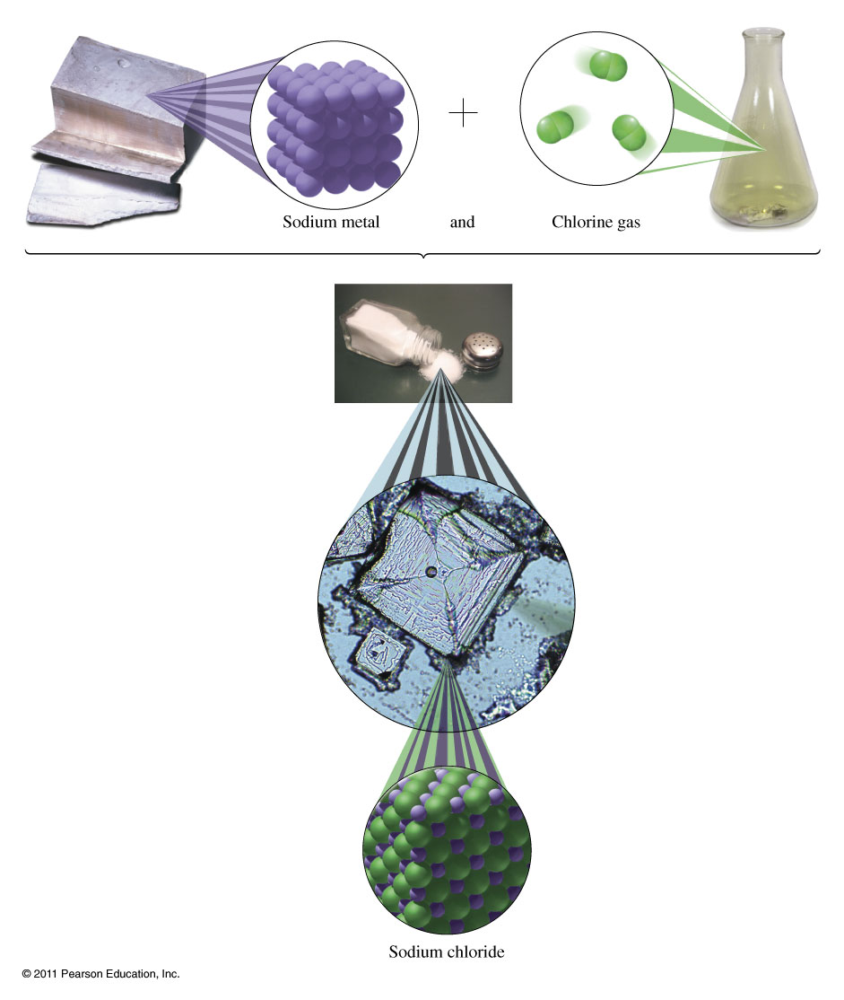 +
Sodium metal and Chlorine gas
Sodium chloride
© 2011 Pearson Education, Inc.